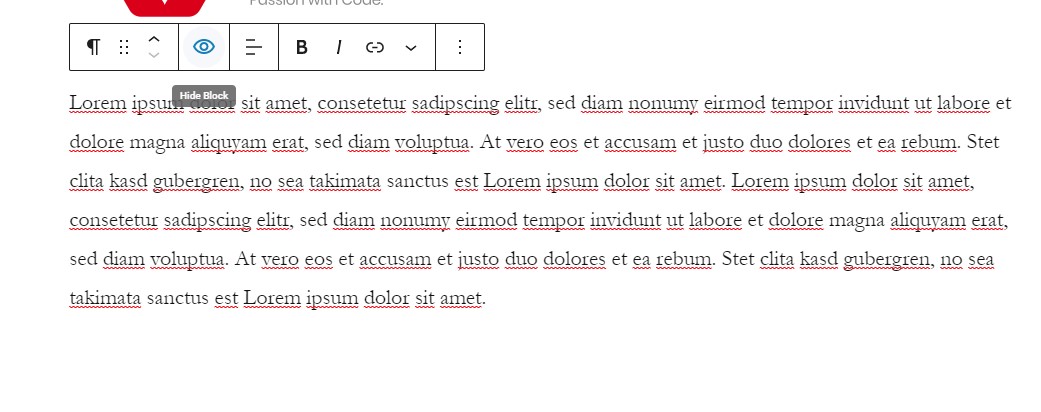 Passion with Code.
B I
Hide Block
Lorem ipsum dolor sit amet, consetetur sadipscing elitr, sed diam nonumy eirmod tempor invidunt ut labore et
dolore magna aliquyam erat, sed diam voluptua. At vero eos et accusam et justo duo dolores et ea rebum. Stet
clita kasd gubergren, no sea takimata sanctus est Lorem ipsum dolor sit amet. Lorem ipsum dolor sit amet,
consetetur sadipscing elitr, sed diam nonumy eirmod tempor invidunt ut labore et dolore magna aliquyam erat,
sed diam voluptua. At vero eos et accusam et justo duo dolores et ea rebum. Stet clita kasd gubergren, no sea
takimata sanctus est Lorem ipsum dolor sit amet.